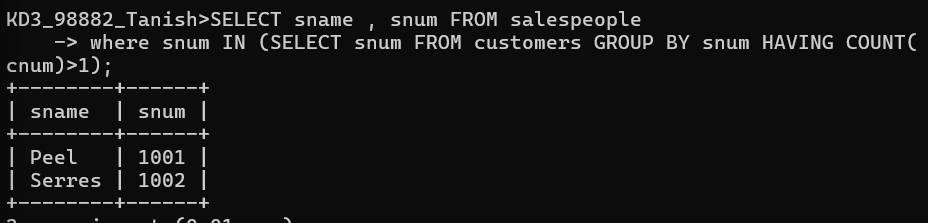 KD3_98882_Tanish>SELECT sname , snum FROM salespeople
    -> where snum IN (SELECT snum FROM customers GROUP BY snum HAVING COUNT(
cnum)>1);
+--------+------+
| sname  | snum |
+--------+------+
| Peel   | 1001 |
| Serres | 1002 |
+--------+------+